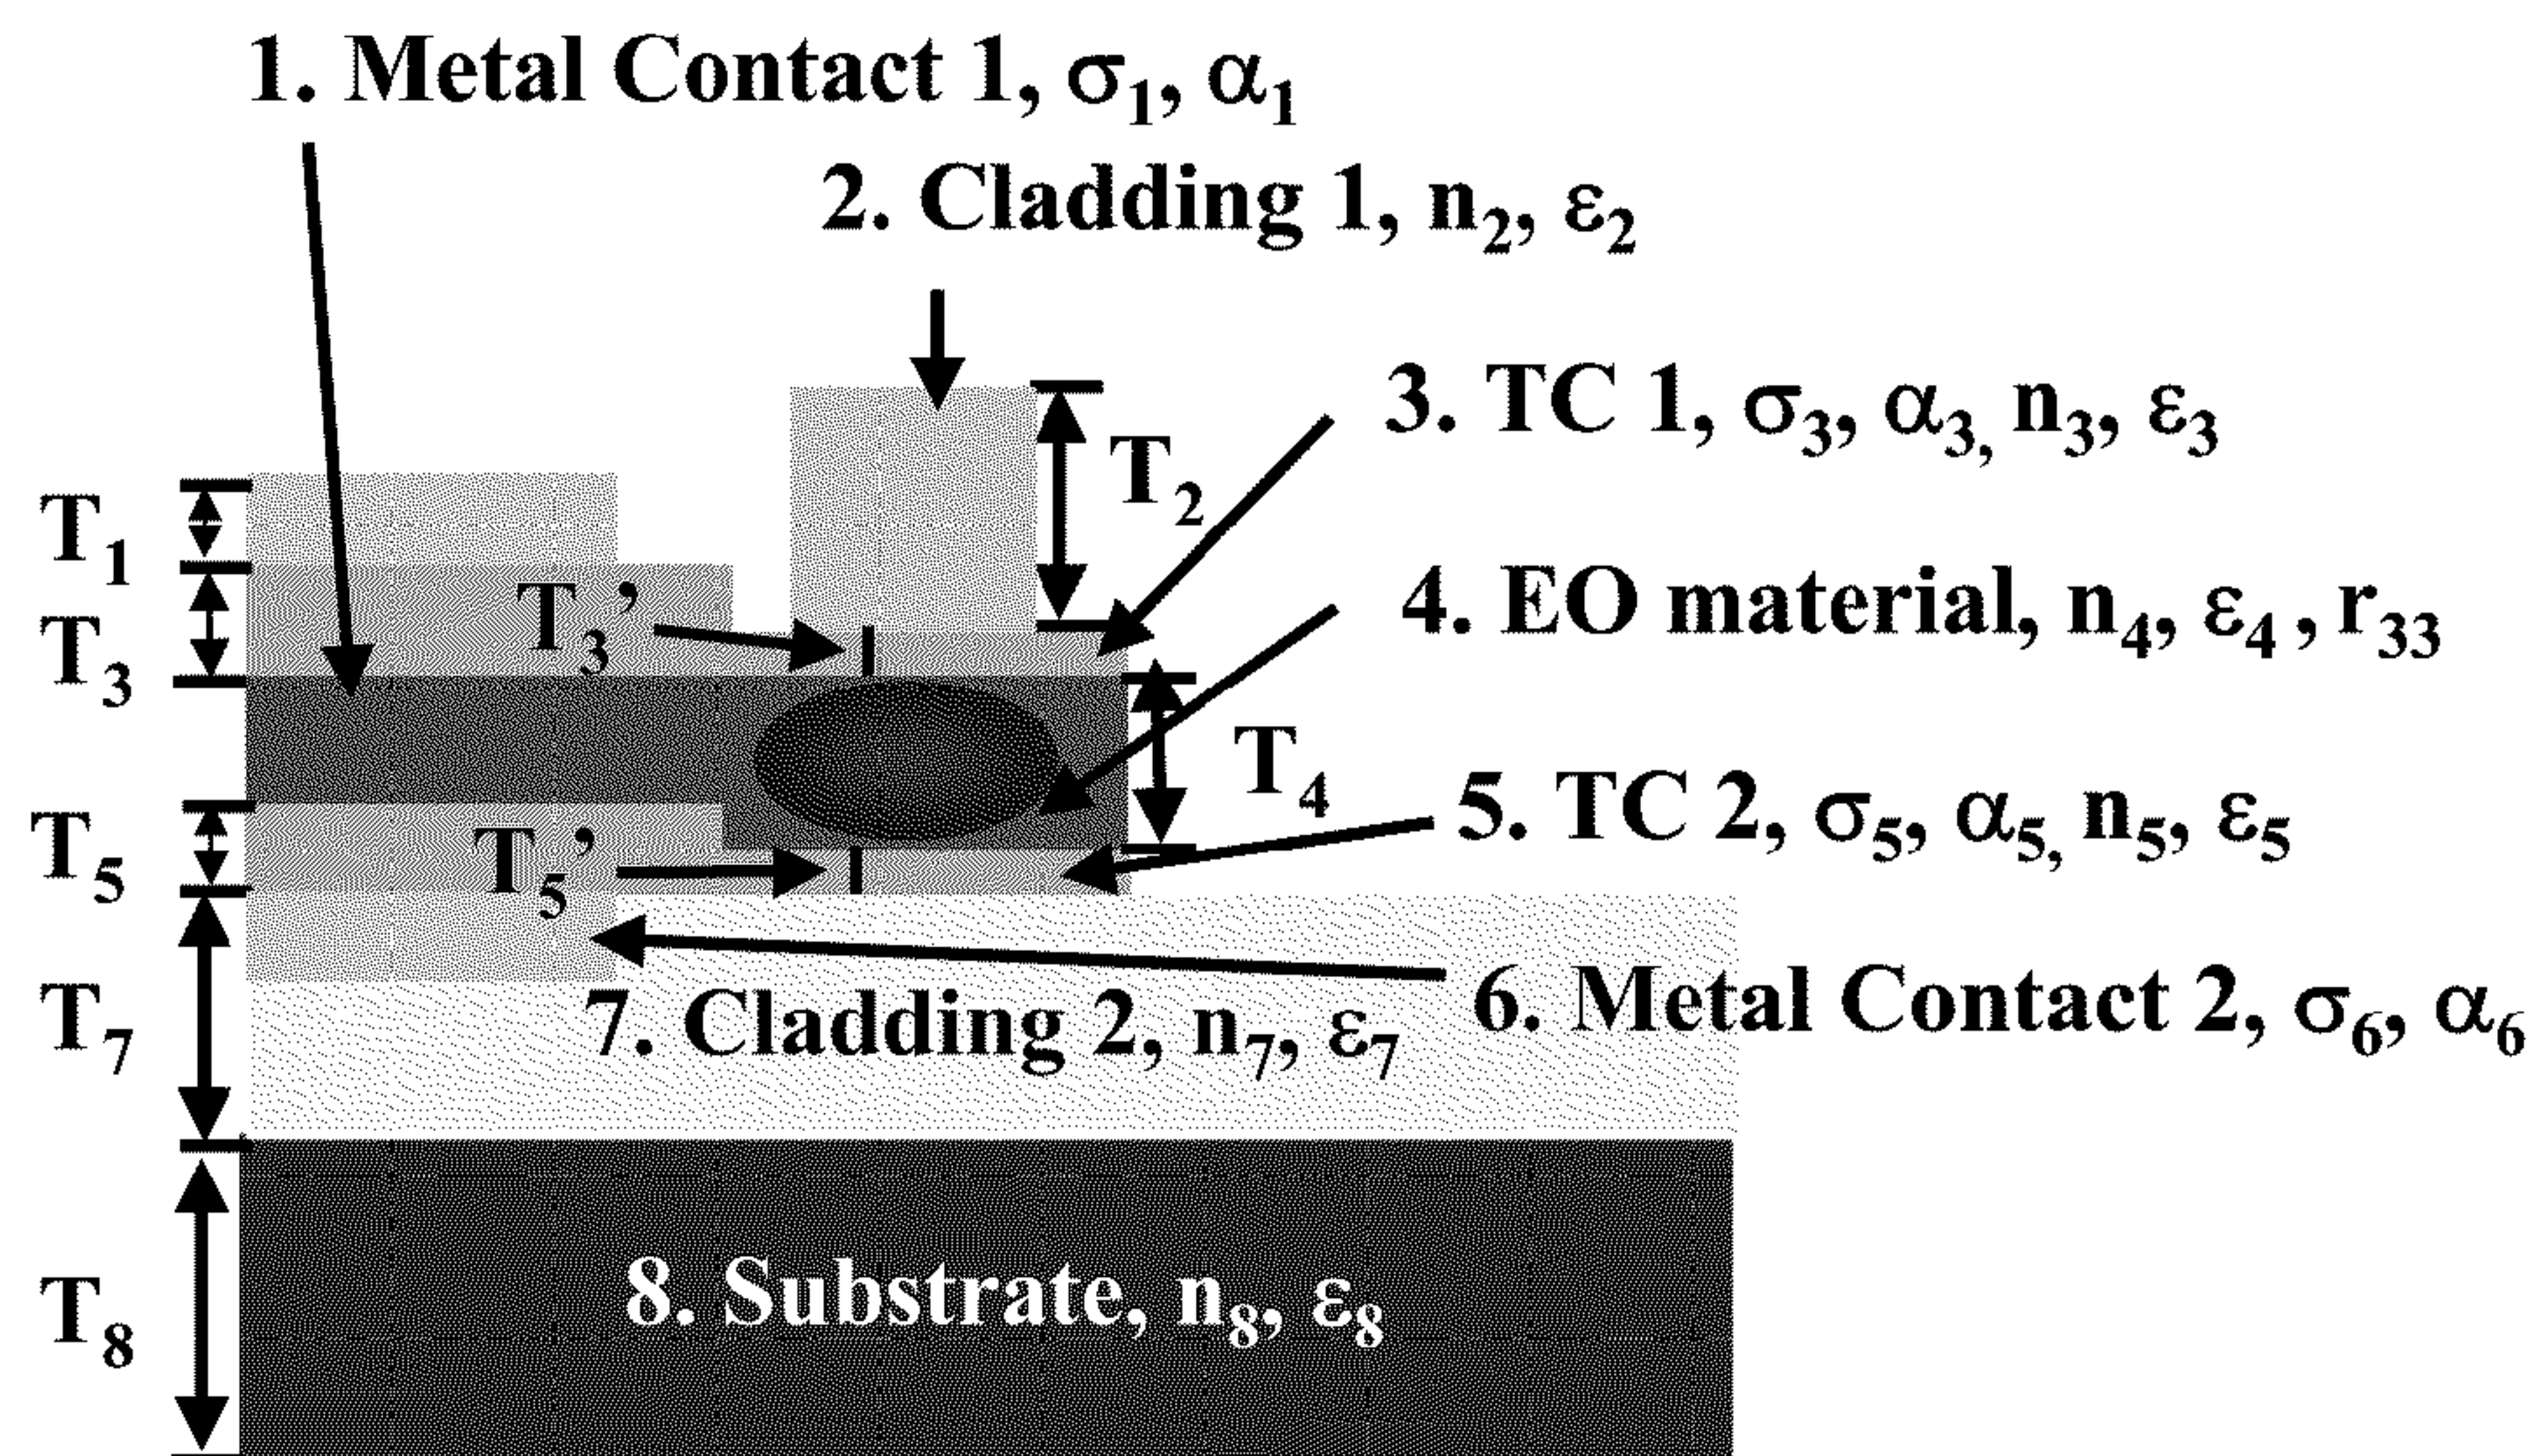 1. Metal Contact 1, σ₁, α₁
2. Cladding 1, n₂, ε₂
3. TC 1, σ₃, α₃, n₃, ε₃
T₂
T₁
4. EO material, n₄, ε₄, r₃₃
T₃'
T₃
T₄
5. TC 2, σ₅, α₅, n₅, ε₅
T₅
T₅'
6. Metal Contact 2, σ₆, α₆
7. Cladding 2, n₇, ε₇
T₇
8. Substrate, n₈, ε₈
T₈